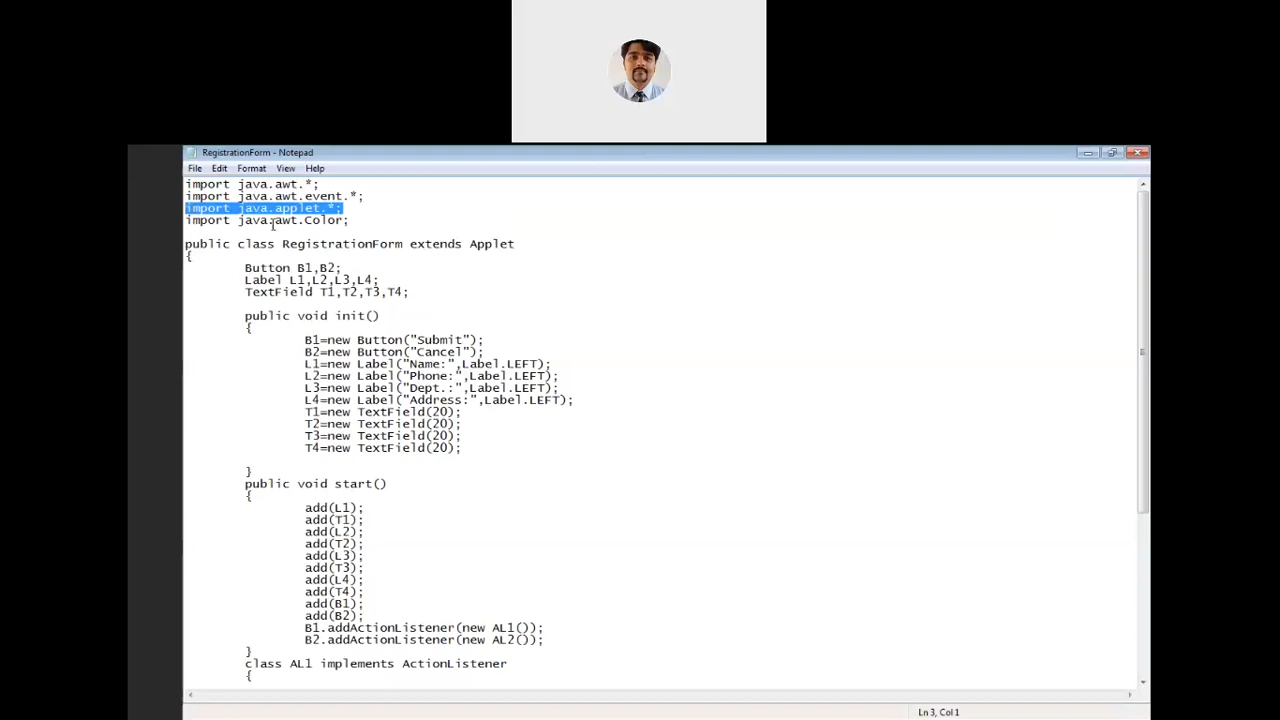 RegistrationForm - Notepad
File Edit Format View Help
import java.awt.*;
import java.awt.event.*;
import java.applet.*;
import java.awt.Color;
public class RegistrationForm extends Applet
{
Button B1,B2;
Label L1,L2,L3,L4;
TextField T1,T2,T3,T4;
public void init()
{
B1=new Button("Submit");
B2=new Button("Cancel");
L1=new Label("Name:",Label.LEFT);
L2=new Label("Phone:",Label.LEFT);
L3=new Label("Dept.:",Label.LEFT);
L4=new Label("Address:",Label.LEFT);
T1=new TextField(20);
T2=new TextField(20);
T3=new TextField(20);
T4=new TextField(20);
}
public void start()
{
add(L1);
add(T1);
add(L2);
add(T2);
add(L3);
add(T3);
add(L4);
add(T4);
add(B1);
add(B2);
B1.addActionListener(new AL1());
B2.addActionListener(new AL2());
}
class AL1 implements ActionListener
{
Ln 3, Col 1